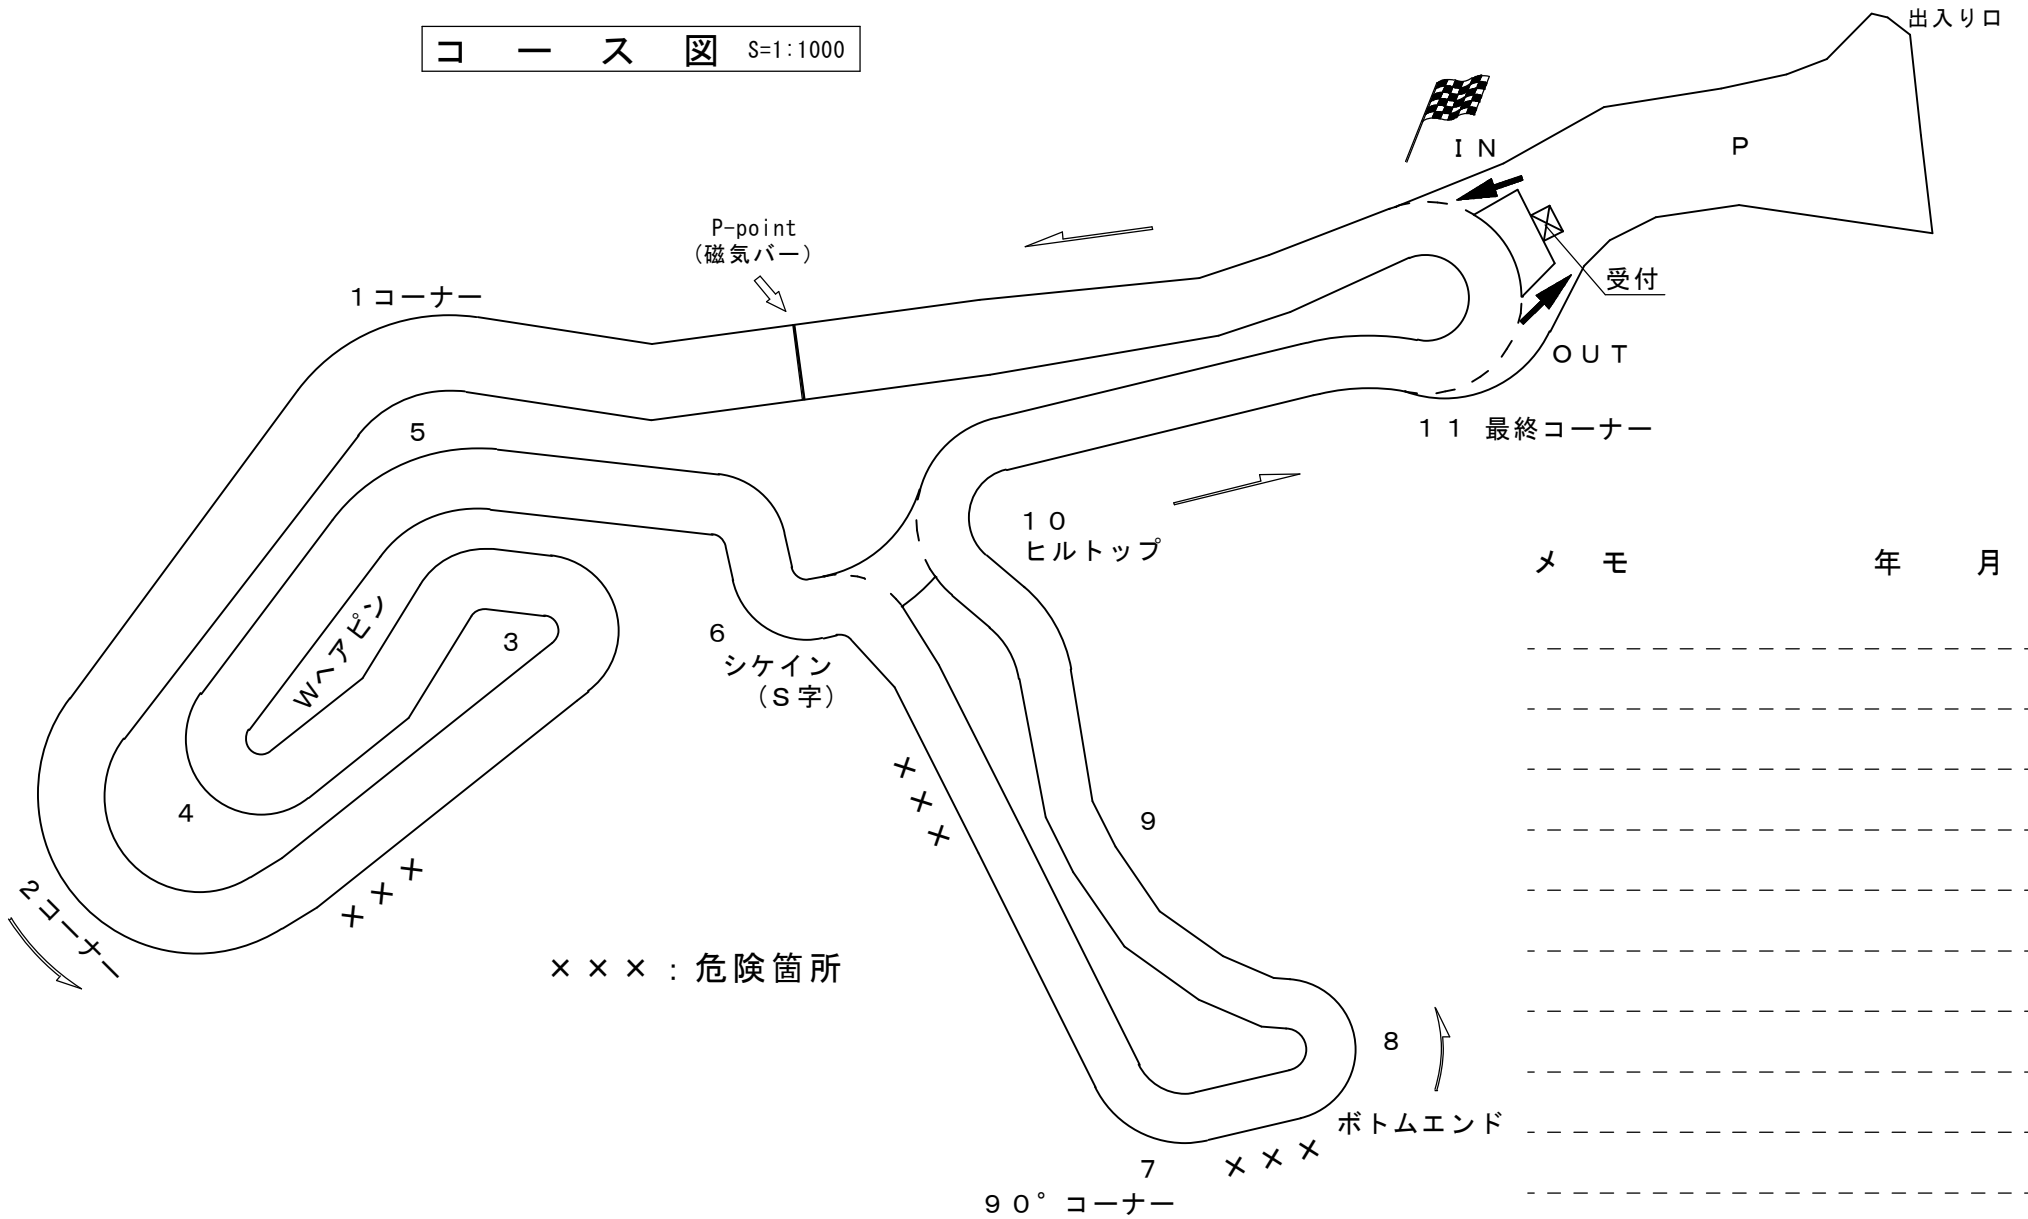 コース図 S=1:1000
出入り口
IN
P
P-point
(磁気バー)
受付
1コーナー
OUT
5
11 最終コーナー
10
ヒルトップ
メモ 年 月
Wヘアピン
3
6
シケイン
(S字)
4
9
2コーナー
××× : 危険箇所
8
ボトムエンド
7
90°コーナー